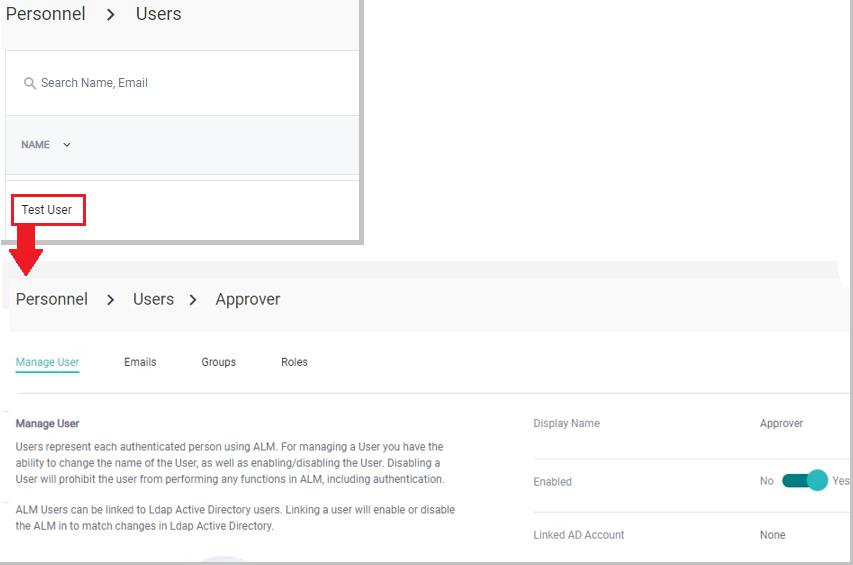 Personnel > Users
Search Name, Email
NAME
Test User
Personnel > Users > Approver
Manage User Emails Groups Roles
Manage User
Users represent each authenticated person using ALM. For managing a User you have the
ability to change the name of the User, as well as enabling/disabling the User. Disabling a
User will prohibit the user from performing any functions in ALM, including authentication.
ALM Users can be linked to Ldap Active Directory users. Linking a user will enable or disable
the ALM in to match changes in Ldap Active Directory.
Display Name Approver
Enabled No Yes
Linked AD Account None